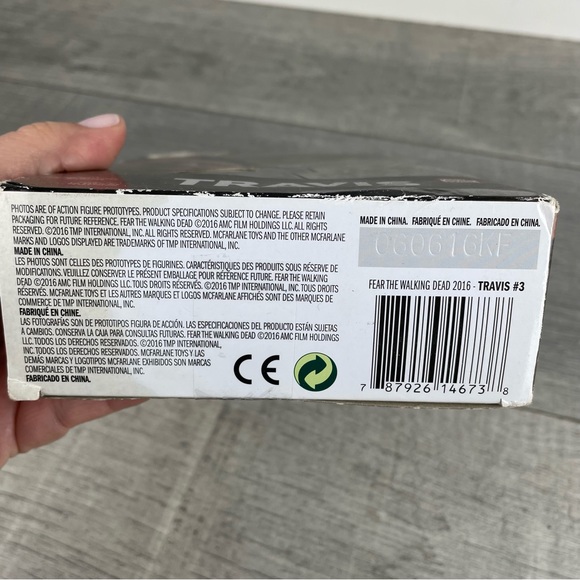 TRAVIS
PHOTOS ARE OF ACTION FIGURE PROTOTYPES. PRODUCT SPECIFICATIONS SUBJECT TO CHANGE. PLEASE RETAIN
PACKAGING FOR FUTURE REFERENCE. FEAR THE WALKING DEAD ©2016 AMC FILM HOLDINGS LLC. ALL RIGHTS
RESERVED. ©2016 TMP INTERNATIONAL, INC. ALL RIGHTS RESERVED. MCFARLANE TOYS AND THE OTHER MCFARLANE
MARKS AND LOGOS DISPLAYED ARE TRADEMARKS OF TMP INTERNATIONAL, INC.
MADE IN CHINA.
LES PHOTOS SONT CELLES DES PROTOTYPES DE FIGURINES. CARACTÉRISTIQUES DES PRODUITS SOUS RÉSERVE DE
MODIFICATIONS. VEUILLEZ CONSERVER LE PRÉSENT EMBALLAGE POUR RÉFÉRENCE FUTURE. FEAR THE WALKING
DEAD ©2016 AMC FILM HOLDINGS LLC. TOUS DROITS RÉSERVÉS. ©2016 TMP INTERNATIONAL, INC. TOUS DROITS
RÉSERVÉS. MCFARLANE TOYS ET LES AUTRES MARQUES ET LOGOS MCFARLANE AFFICHÉS SONT DES MARQUES DE
COMMERCE DE TMP INTERNATIONAL, INC.
FABRIQUÉ EN CHINE.
LAS FOTOGRAFÍAS SON DE PROTOTIPOS FIGURA DE ACCIÓN. LAS ESPECIFICACIONES DEL PRODUCTO ESTÁN SUJETAS
A CAMBIOS. CONSERVA LA CAJA PARA CONSULTAS FUTURAS. FEAR THE WALKING DEAD ©2016 AMC FILM HOLDINGS
LLC. TODOS LOS DERECHOS RESERVADOS. ©2016 TMP INTERNATIONAL,
INC. TODOS LOS DERECHOS RESERVADOS. MCFARLANE TOYS Y LAS
DEMÁS MARCAS Y LOGOTIPOS MCFARLANE EXHIBIDOS SON MARCAS
COMERCIALES DE TMP INTERNATIONAL, INC.
FABRICADO EN CHINA.
CE
MADE IN CHINA. FABRIQUÉ EN CHINE. FABRICADO EN CHINA.
FEAR THE WALKING DEAD 2016 - TRAVIS #3
7 87926 14673 8